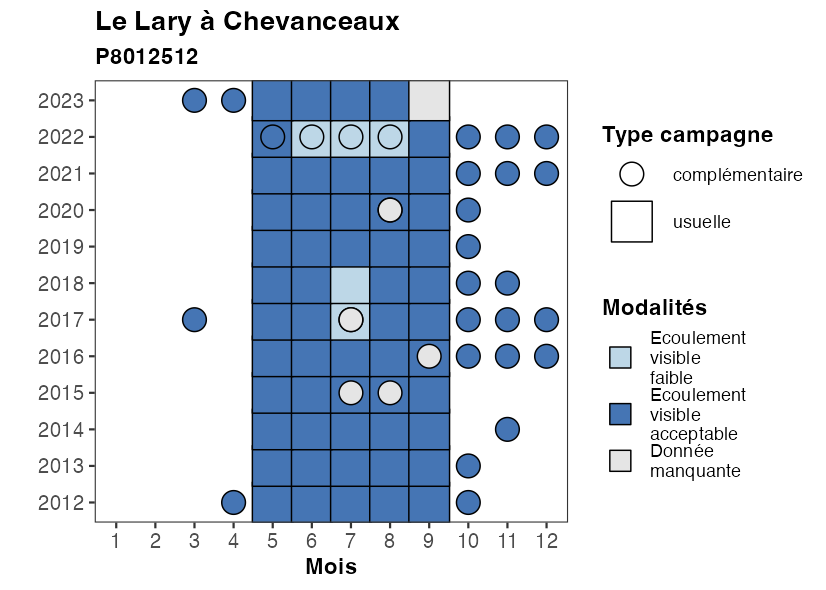 Le Lary à Chevanceaux
P8012512
2023
2022
2021
2020
2019
2018
2017
2016
2015
2014
2013
2012
1 2 3 4 5 6 7 8 9 10 11 12
Mois
Type campagne
complémentaire
usuelle
Modalités
Ecoulement
visible
faible
Ecoulement
visible
acceptable
Donnée
manquante